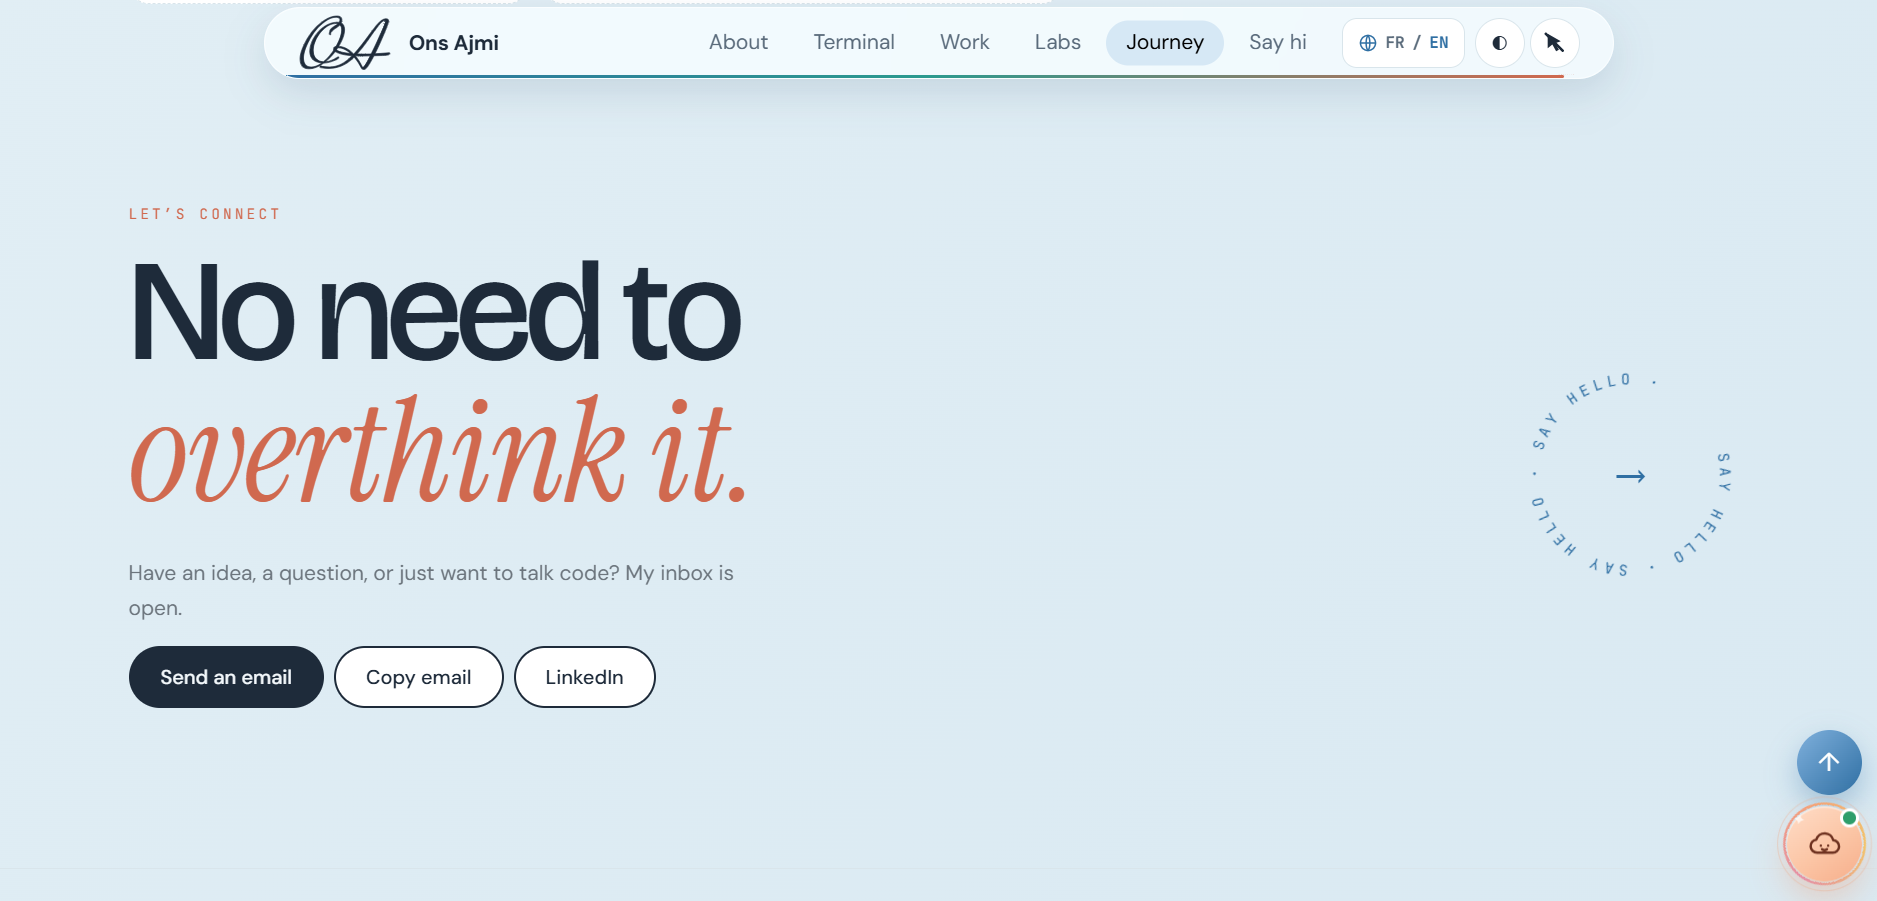 OA Ons Ajmi About Terminal Work Labs Journey Say hi FR / EN
LET'S CONNECT
No need to
overthink it.
SAY HELLO · SAY HELLO · SAY HELLO ·
Have an idea, a question, or just want to talk code? My inbox is
open.
Send an email Copy email LinkedIn